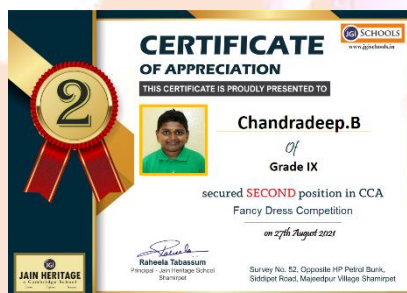 CERTIFICATE
OF APPRECIATION
THIS CERTIFICATE IS PROUDLY PRESENTED TO
JGI SCHOOLS
www.jgischools.in
2
Chandradeep.B
Of
Grade IX
secured SECOND position in CCA
Fancy Dress Competition
on 27th August 2021
Raheela Tabassum
Principal - Jain Heritage School
Shamirpet
Survey No. 52, Opposite HP Petrol Bunk,
Siddipet Road, Majeedpur Village Shamirpet
JGI
JAIN HERITAGE
a Cambridge School